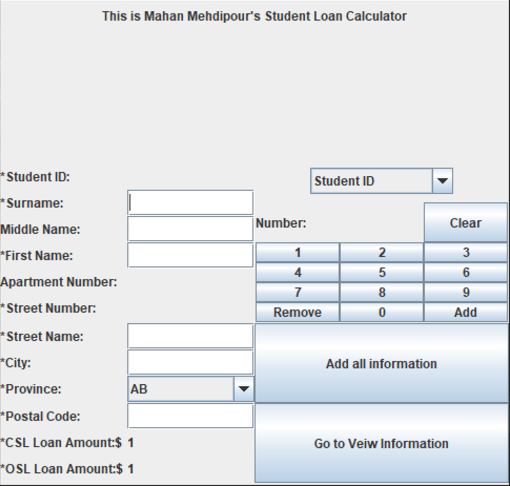 This is Mahan Mehdipour's Student Loan Calculator
*Student ID:
Student ID
*Surname:
Middle Name:
Number:
Clear
*First Name:
1 2 3
Apartment Number:
4 5 6
7 8 9
*Street Number:
Remove 0 Add
*Street Name:
*City:
Add all information
*Province:
AB
*Postal Code:
*CSL Loan Amount:$ 1
Go to Veiw Information
*OSL Loan Amount:$ 1